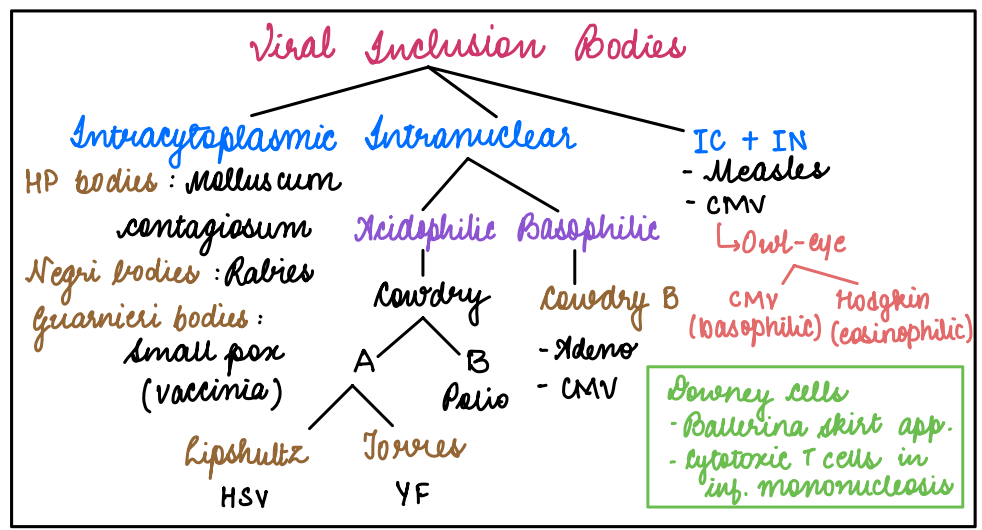 Viral Inclusion Bodies
Intracytoplasmic
HP bodies : Molluscum
contagiosum
Negri bodies : Rabies
Guarnieri bodies :
Small pox
(vaccinia)
Intranuclear
Acidophilic
Cowdry
A
B
Polio
Lipshultz
HSV
Torres
YF
Basophilic
Cowdry B
- Adeno
- CMV
IC + IN
- Measles
- CMV
↳ Owl-eye
CMV
(basophilic)
Hodgkin
(eosinophilic)
Downey cells
- Ballerina skirt app.
- Cytotoxic T cells in
inf. mononucleosis